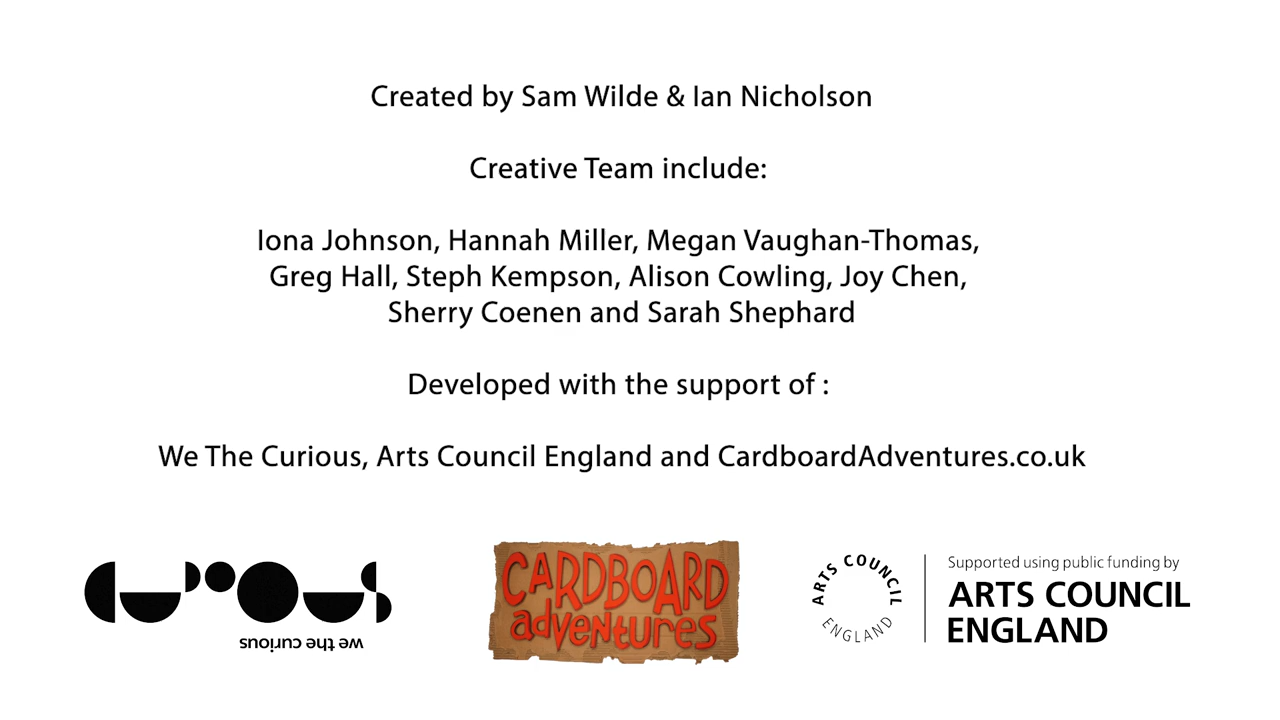 Created by Sam Wilde & Ian Nicholson
Creative Team include:
Iona Johnson, Hannah Miller, Megan Vaughan-Thomas,
Greg Hall, Steph Kempson, Alison Cowling, Joy Chen,
Sherry Coenen and Sarah Shephard
Developed with the support of :
We The Curious, Arts Council England and CardboardAdventures.co.uk
curious
we the curious
CARDBOARD
adventures
ARTS COUNCIL
ENGLAND
Supported using public funding by
ARTS COUNCIL
ENGLAND